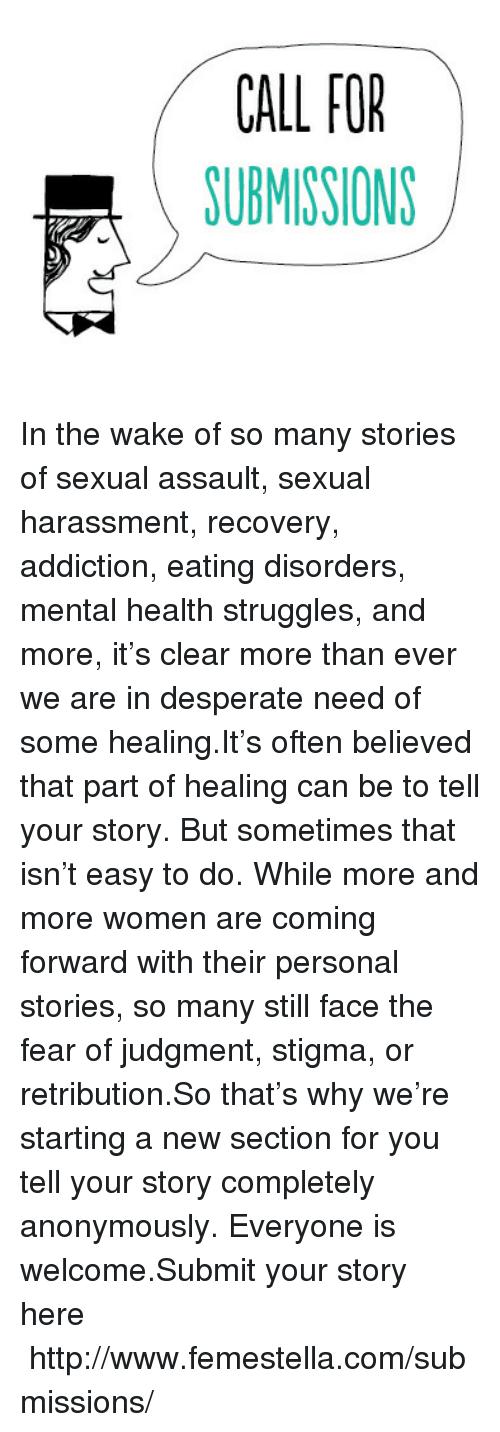 CALL FOR
SUBMISSIONS
In the wake of so many stories
of sexual assault, sexual
harassment, recovery,
addiction, eating disorders,
mental health struggles, and
more, it’s clear more than ever
we are in desperate need of
some healing.It’s often believed
that part of healing can be to tell
your story. But sometimes that
isn’t easy to do. While more and
more women are coming
forward with their personal
stories, so many still face the
fear of judgment, stigma, or
retribution.So that’s why we’re
starting a new section for you
tell your story completely
anonymously. Everyone is
welcome.Submit your story
here
http://www.femestella.com/sub
missions/